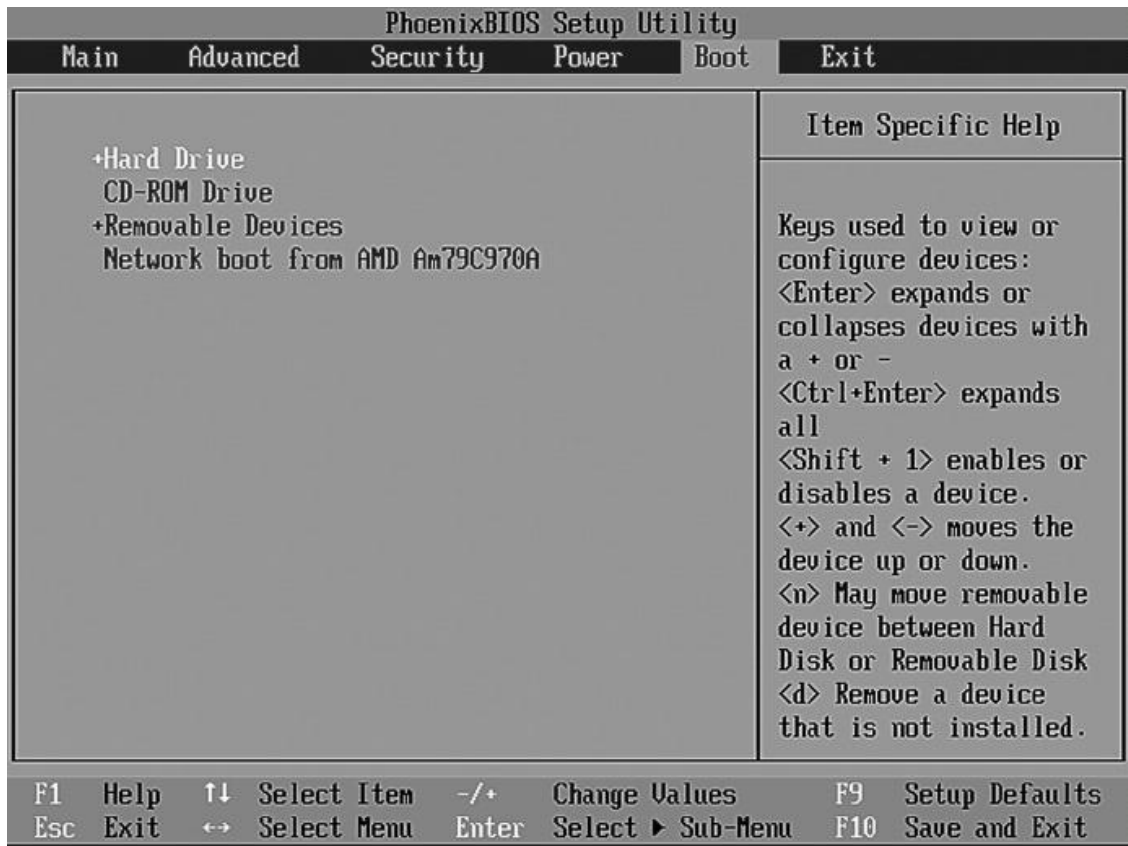 PhoenixBIOS Setup Utility
Main Advanced Security Power Boot Exit
+Hard Drive
CD-ROM Drive
+Removable Devices
Network boot from AMD Am79C970A
Item Specific Help
Keys used to view or
configure devices:
<Enter> expands or
collapses devices with
a + or -
<Ctrl+Enter> expands
all
<Shift + 1> enables or
disables a device.
<+> and <-> moves the
device up or down.
<n> May move removable
device between Hard
Disk or Removable Disk
<d> Remove a device
that is not installed.
F1 Help ↑↓ Select Item -/+ Change Values F9 Setup Defaults
Esc Exit ↔ Select Menu Enter Select ▶ Sub-Menu F10 Save and Exit